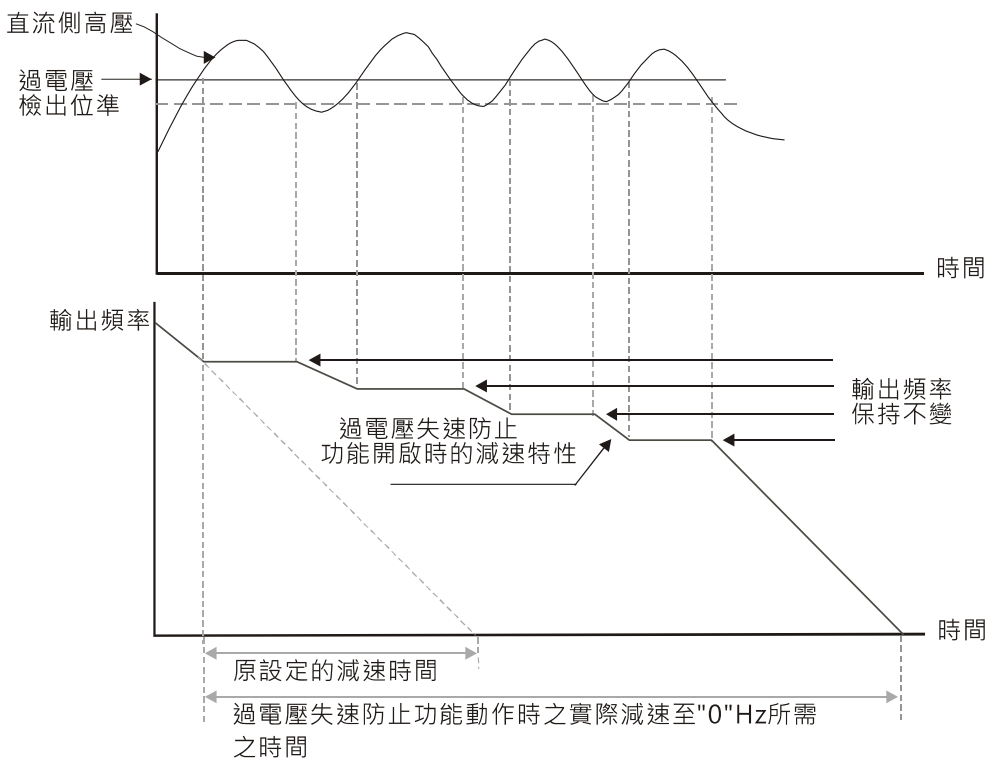 直流側高壓
過電壓
檢出位準
時間
輸出頻率
輸出頻率
保持不變
過電壓失速防止
功能開啟時的減速特性
時間
原設定的減速時間
過電壓失速防止功能動作時之實際減速至"0"Hz所需
之時間